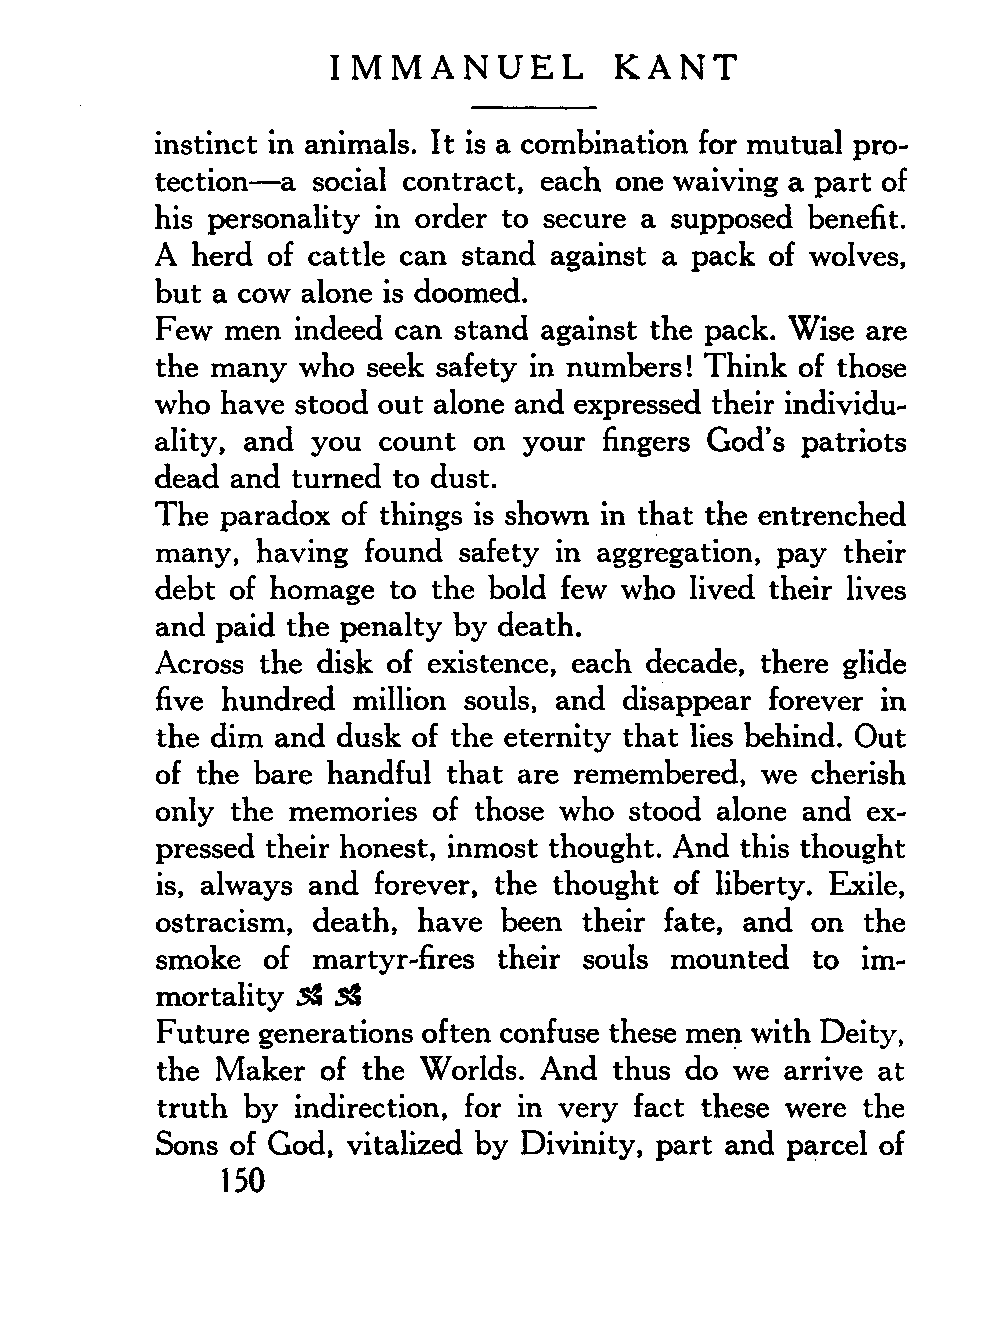 IMMANUEL KANT
instinct in animals. It is a combination for mutual pro-
tection—a social contract, each one waiving a part of
his personality in order to secure a supposed benefit.
A herd of cattle can stand against a pack of wolves,
but a cow alone is doomed.
Few men indeed can stand against the pack. Wise are
the many who seek safety in numbers! Think of those
who have stood out alone and expressed their individu-
ality, and you count on your fingers God's patriots
dead and turned to dust.
The paradox of things is shown in that the entrenched
many, having found safety in aggregation, pay their
debt of homage to the bold few who lived their lives
and paid the penalty by death.
Across the disk of existence, each decade, there glide
five hundred million souls, and disappear forever in
the dim and dusk of the eternity that lies behind. Out
of the bare handful that are remembered, we cherish
only the memories of those who stood alone and ex-
pressed their honest, inmost thought. And this thought
is, always and forever, the thought of liberty. Exile,
ostracism, death, have been their fate, and on the
smoke of martyr-fires their souls mounted to im-
mortality
Future generations often confuse these men with Deity,
the Maker of the Worlds. And thus do we arrive at
truth by indirection, for in very fact these were the
Sons of God, vitalized by Divinity, part and parcel of
150